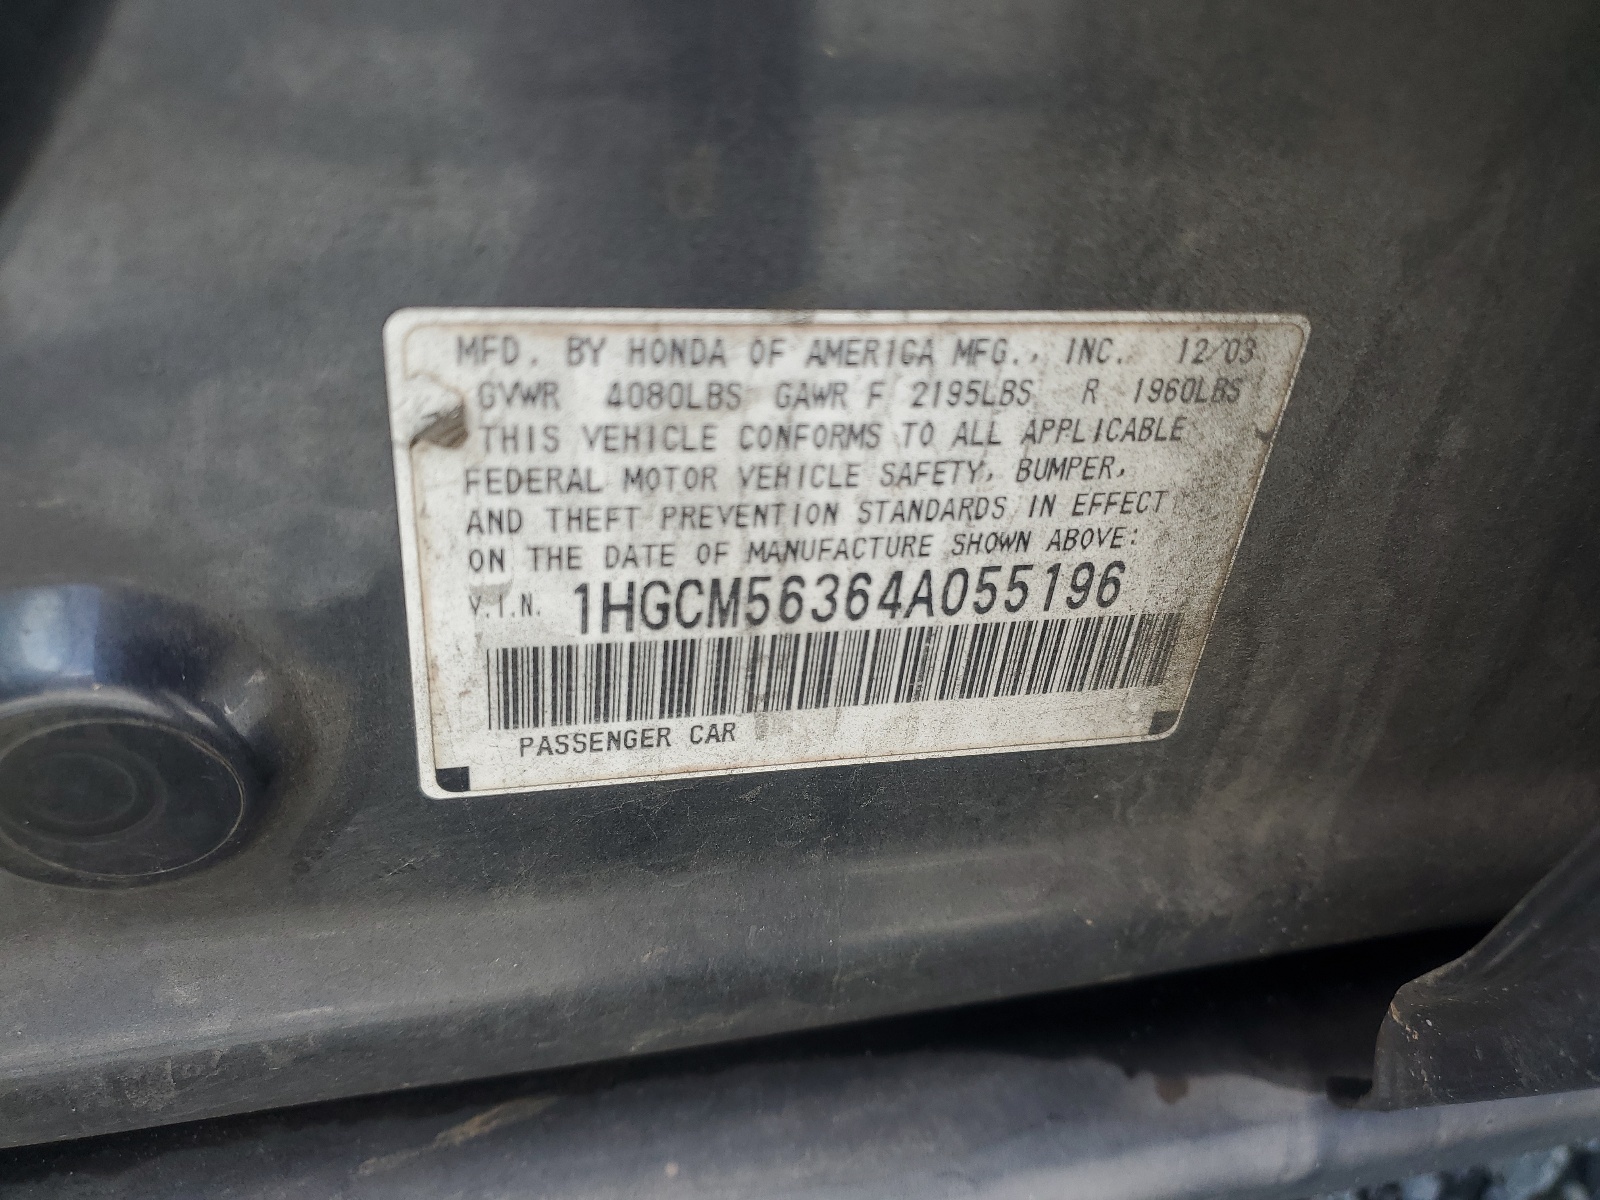 MFD. BY HONDA OF AMERICA MFG., INC. 12/03
GVWR 4080LBS GAWR F 2195LBS R 1960LBS
THIS VEHICLE CONFORMS TO ALL APPLICABLE
FEDERAL MOTOR VEHICLE SAFETY, BUMPER,
AND THEFT PREVENTION STANDARDS IN EFFECT
ON THE DATE OF MANUFACTURE SHOWN ABOVE:
V.I.N. 1HGCM56364A055196
PASSENGER CAR